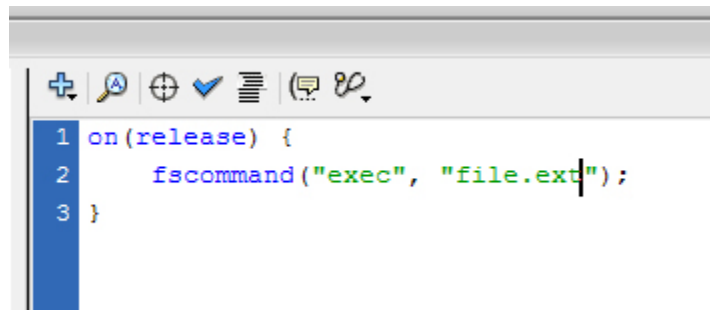 1 on(release) {
2     fscommand("exec", "file.ext");
3 }